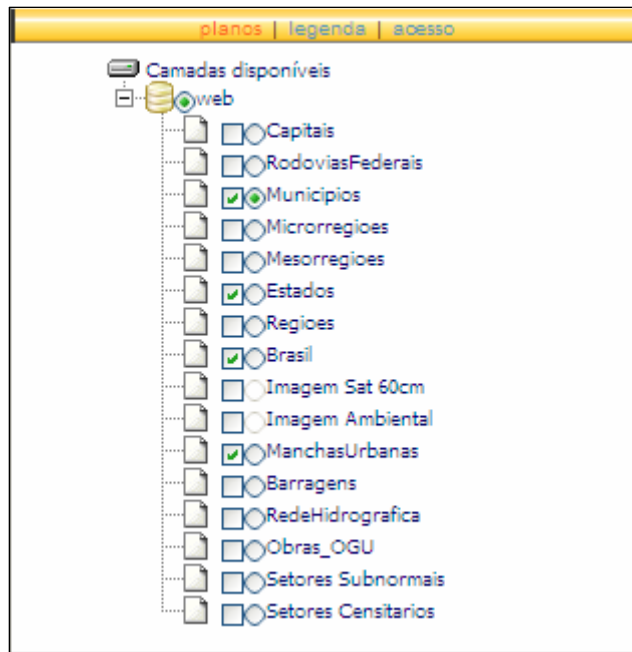 planos | legenda | acesso
Camadas disponíveis
web
Capitais
RodoviasFederais
Municipios
Microrregioes
Mesorregioes
Estados
Regioes
Brasil
Imagem Sat 60cm
Imagem Ambiental
ManchasUrbanas
Barragens
RedeHidrografica
Obras_OGU
Setores Subnormais
Setores Censitarios